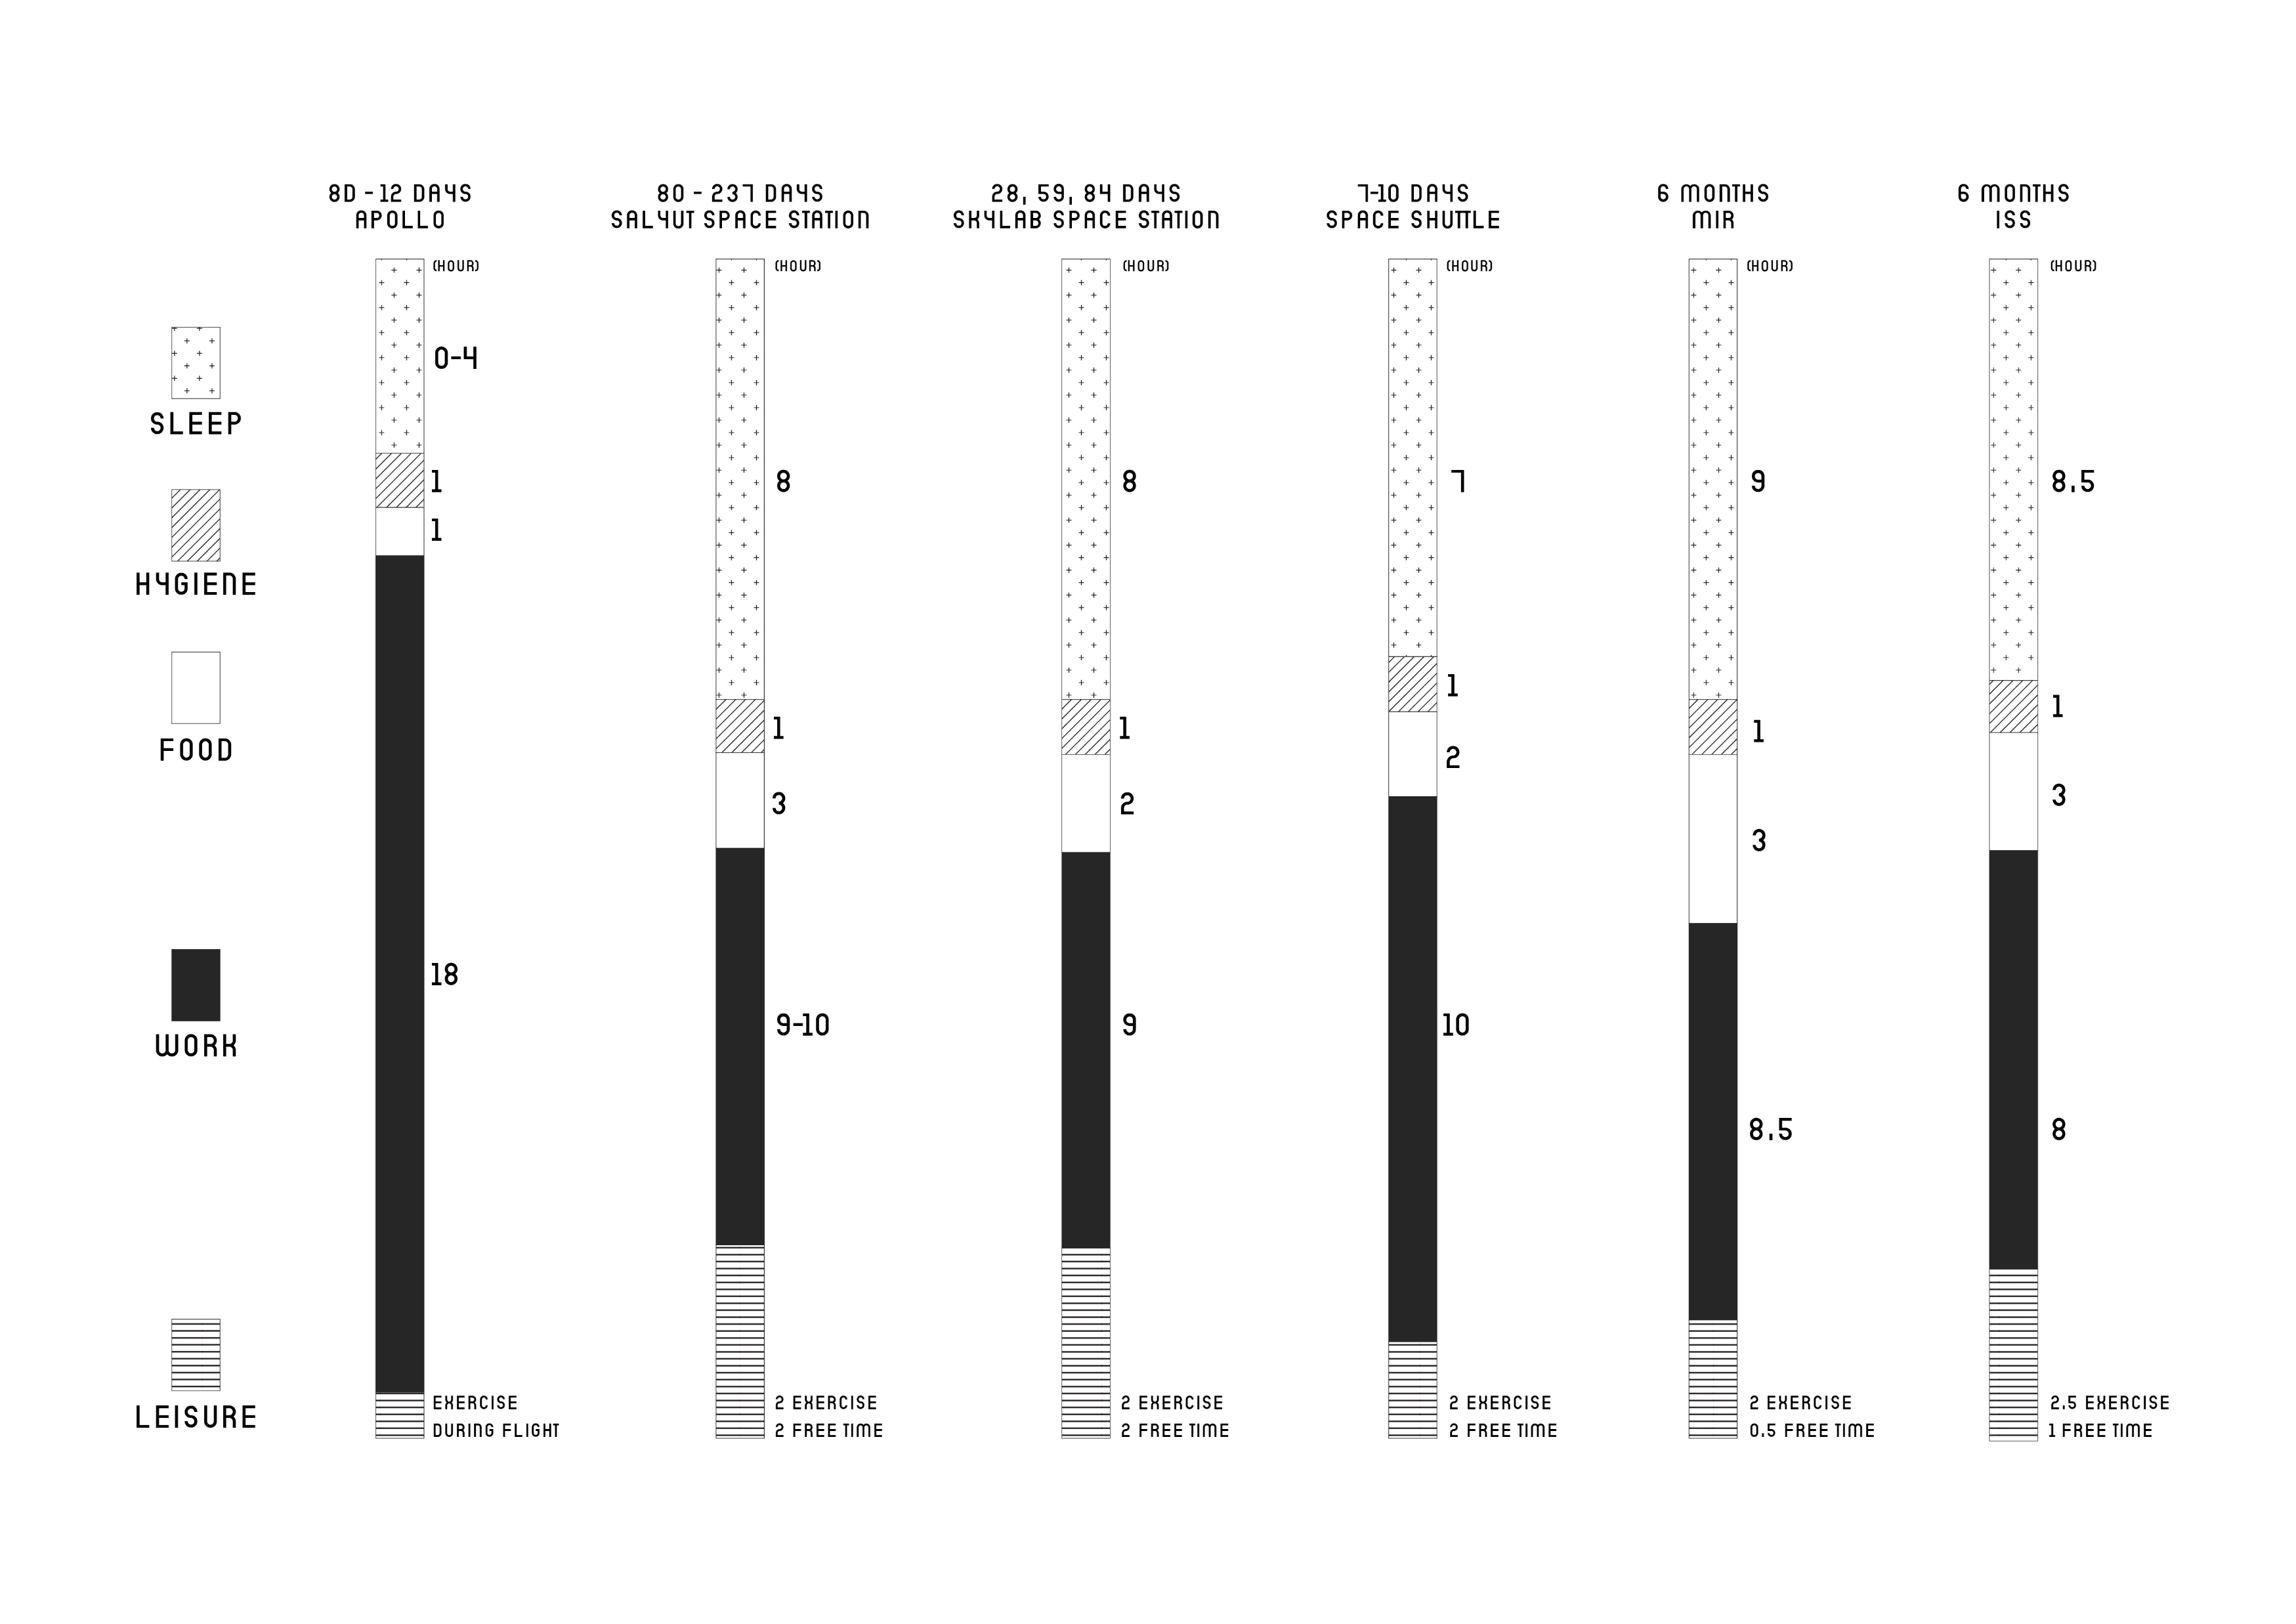 8D - 12 DAYS
APOLLO
80 - 237 DAYS
SALYUT SPACE STATION
28, 59, 84 DAYS
SKYLAB SPACE STATION
7-10 DAYS
SPACE SHUTTLE
6 MONTHS
MIR
6 MONTHS
ISS
SLEEP
HYGIENE
FOOD
WORK
LEISURE
(HOUR)
0-4
1
1
18
EXERCISE
DURING FLIGHT
(HOUR)
8
1
3
9-10
2 EXERCISE
2 FREE TIME
(HOUR)
8
1
2
9
2 EXERCISE
2 FREE TIME
(HOUR)
7
1
2
10
2 EXERCISE
2 FREE TIME
(HOUR)
9
1
3
8.5
2 EXERCISE
0.5 FREE TIME
(HOUR)
8.5
1
3
8
2.5 EXERCISE
1 FREE TIME